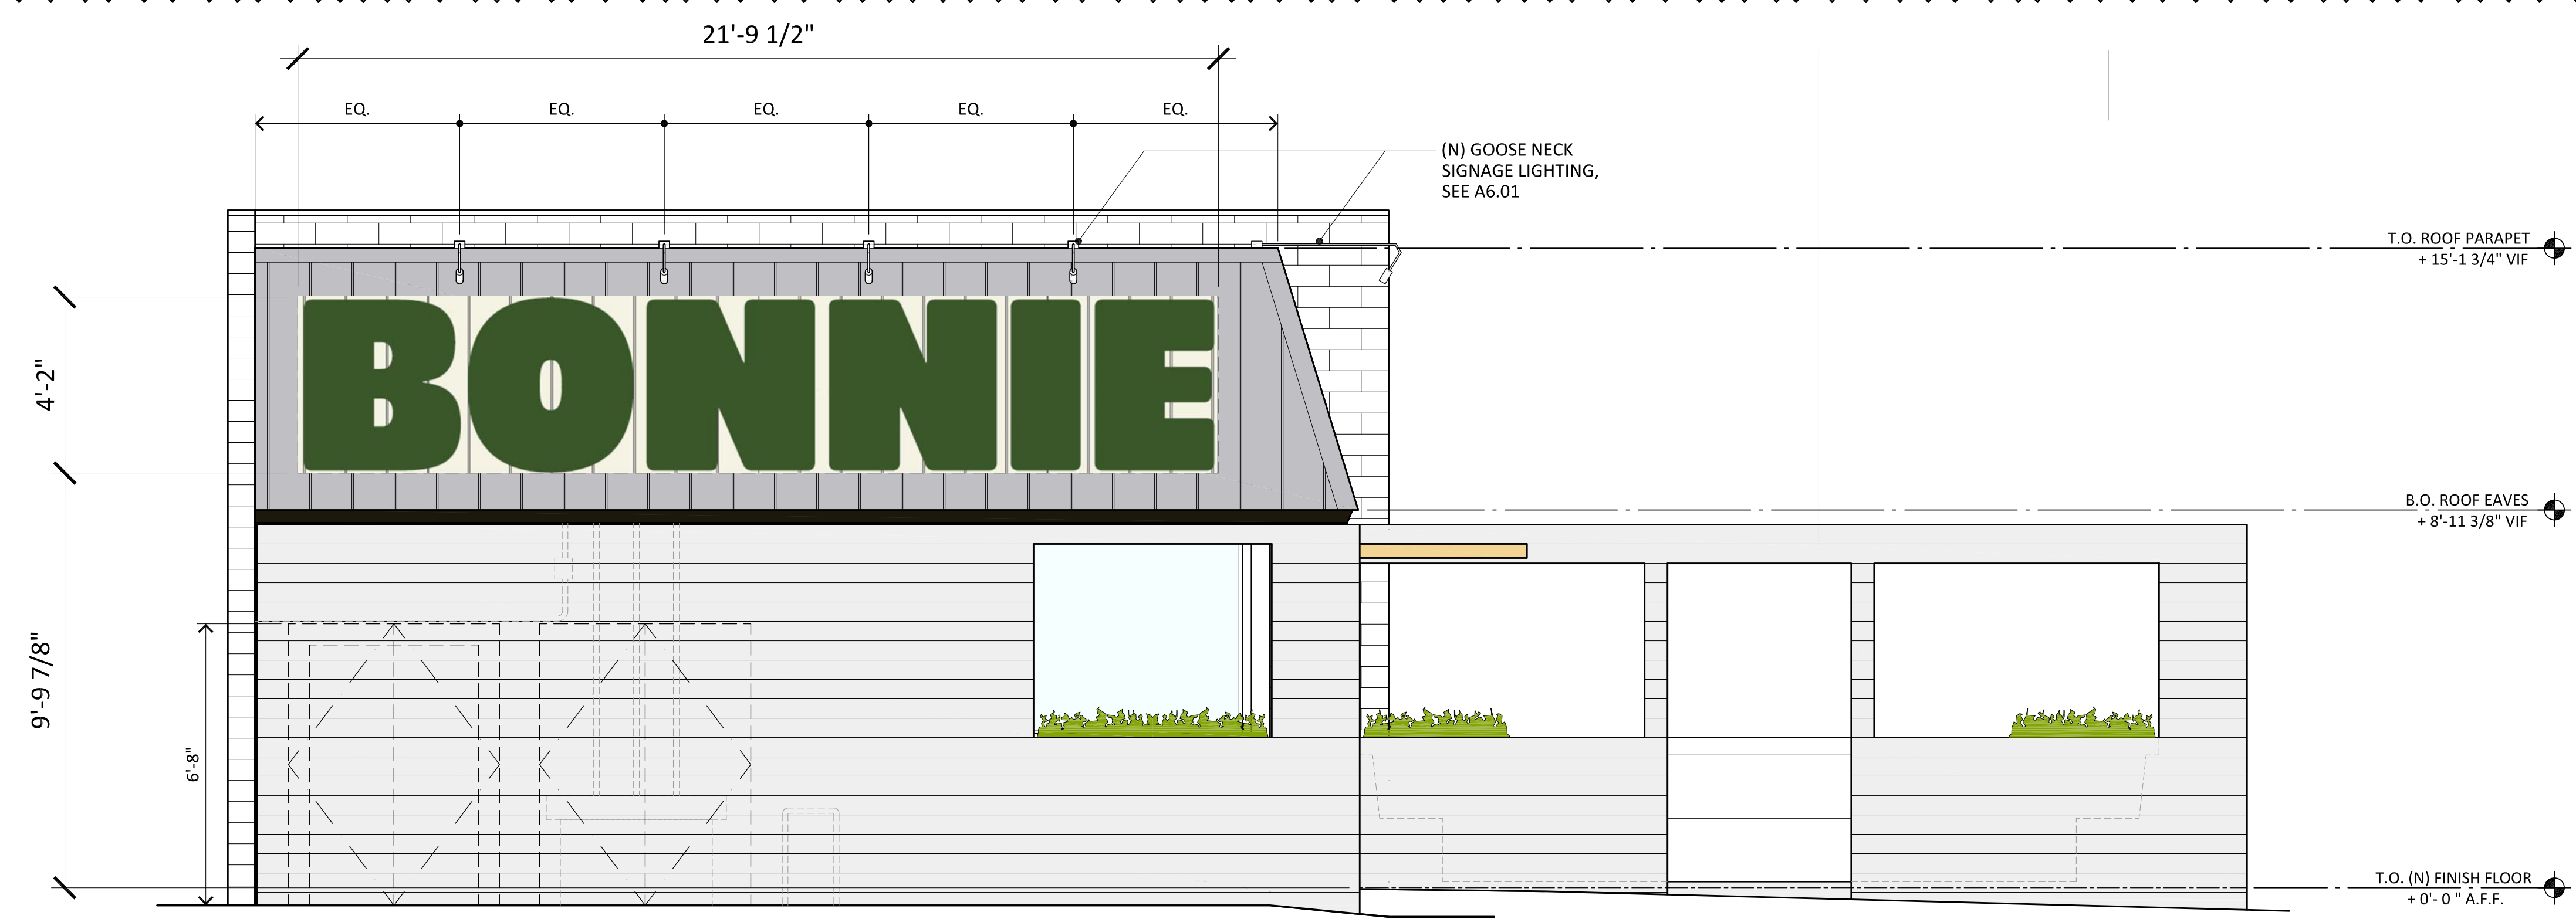 21'-9 1/2"
EQ.
EQ.
EQ.
EQ.
EQ.
(N) GOOSE NECK
SIGNAGE LIGHTING,
SEE A6.01
T.O. ROOF PARAPET
+ 15'-1 3/4" VIF
4'-2"
BONNIE
B.O. ROOF EAVES
+ 8'-11 3/8" VIF
9'-9 7/8"
6'-8"
T.O. (N) FINISH FLOOR
+ 0'- 0 " A.F.F.